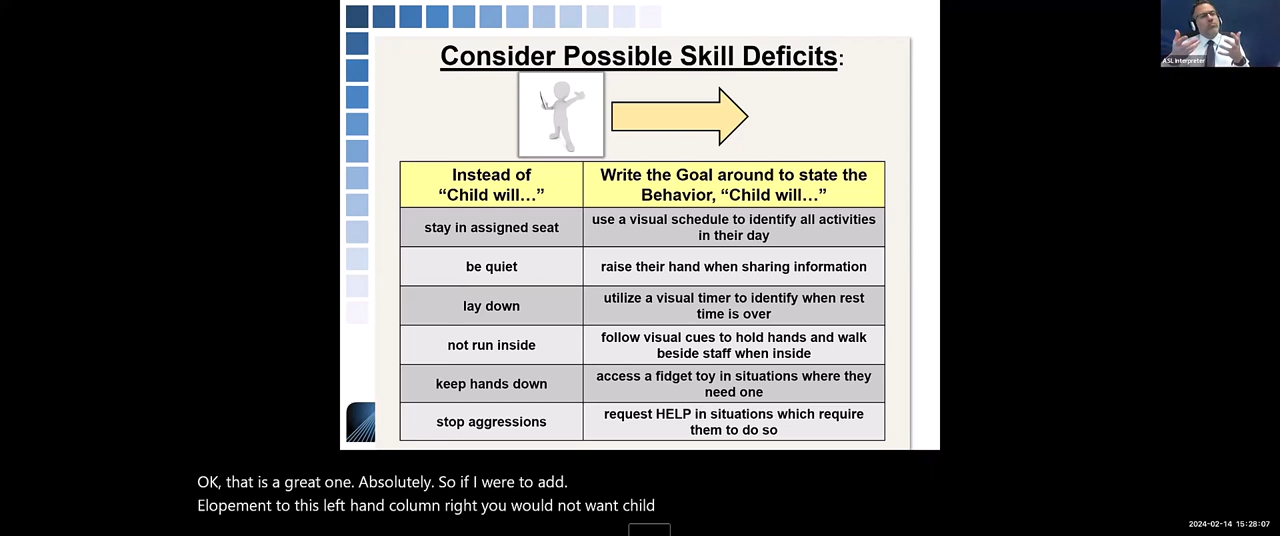 ASL Interpreter
Consider Possible Skill Deficits:
Instead of
“Child will…”
Write the Goal around to state the
Behavior, “Child will…”
stay in assigned seat
use a visual schedule to identify all activities
in their day
be quiet
raise their hand when sharing information
lay down
utilize a visual timer to identify when rest
time is over
not run inside
follow visual cues to hold hands and walk
beside staff when inside
keep hands down
access a fidget toy in situations where they
need one
stop aggressions
request HELP in situations which require
them to do so
OK, that is a great one. Absolutely. So if I were to add.
Elopement to this left hand column right you would not want child
2024-02-14 15:28:07